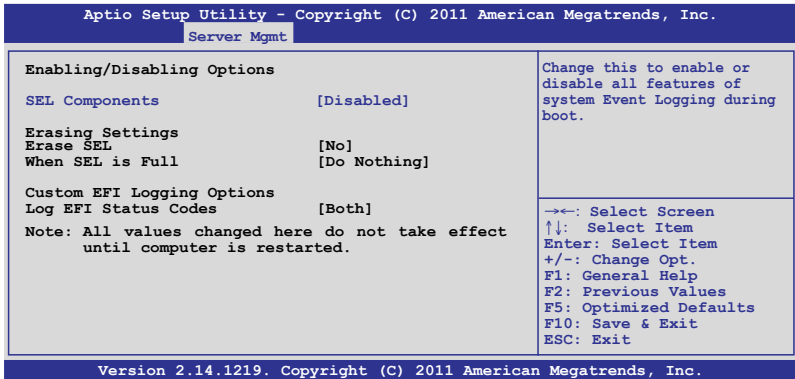 Aptio Setup Utility - Copyright (C) 2011 American Megatrends, Inc.
Server Mgmt
Enabling/Disabling Options
SEL Components [Disabled]
Erasing Settings
Erase SEL [No]
When SEL is Full [Do Nothing]
Custom EFI Logging Options
Log EFI Status Codes [Both]
Note: All values changed here do not take effect
until computer is restarted.
Change this to enable or
disable all features of
system Event Logging during
boot.
→←: Select Screen
↑↓: Select Item
Enter: Select Item
+/-: Change Opt.
F1: General Help
F2: Previous Values
F5: Optimized Defaults
F10: Save & Exit
ESC: Exit
Version 2.14.1219. Copyright (C) 2011 American Megatrends, Inc.